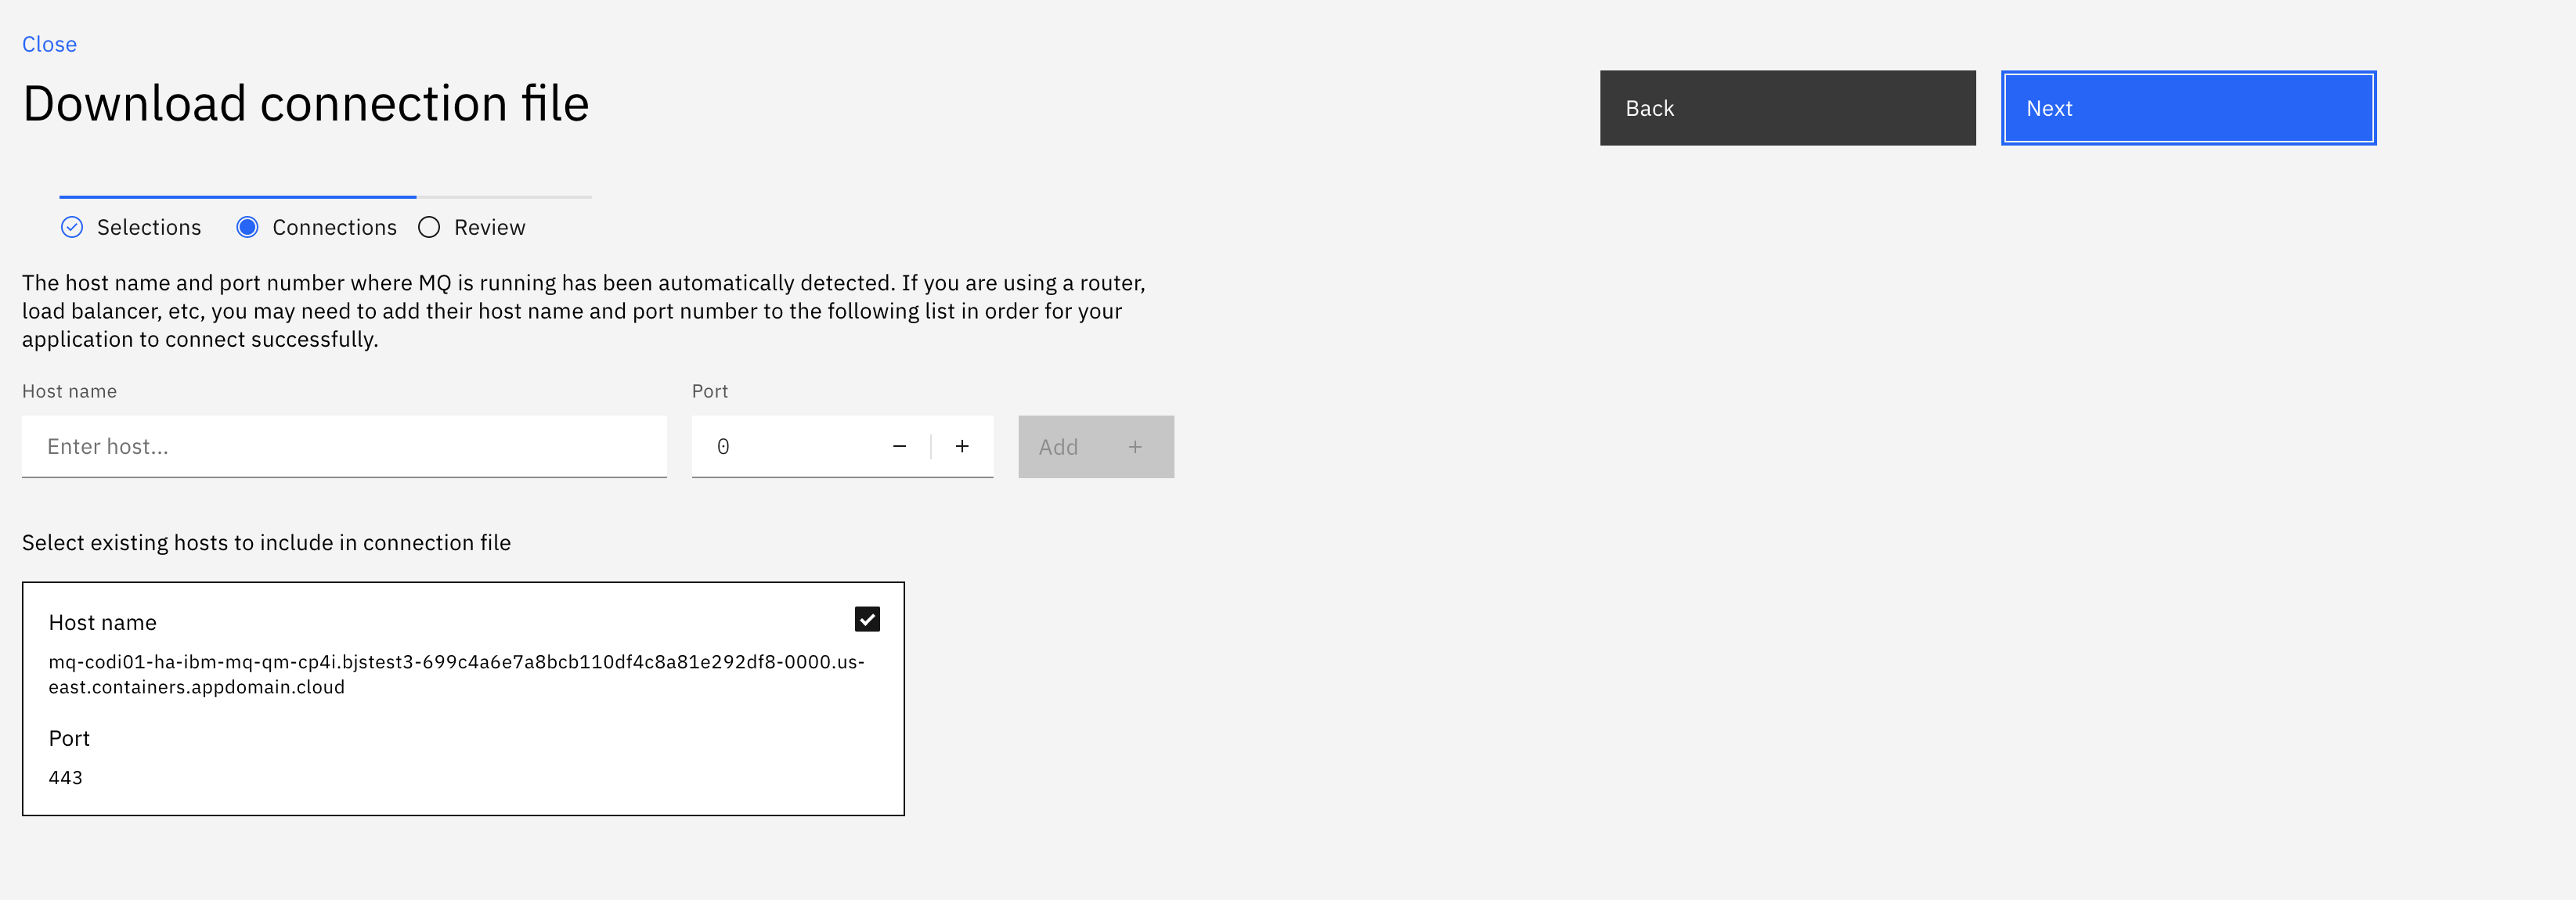 Close
Download connection file
Back
Next
Selections
Connections
Review
The host name and port number where MQ is running has been automatically detected. If you are using a router,
load balancer, etc, you may need to add their host name and port number to the following list in order for your
application to connect successfully.
Host name
Port
Enter host...
0
Add
Select existing hosts to include in connection file
Host name
mq-codi01-ha-ibm-mq-qm-cp4i.bjstest3-699c4a6e7a8bcb110df4c8a81e292df8-0000.us-
east.containers.appdomain.cloud
Port
443